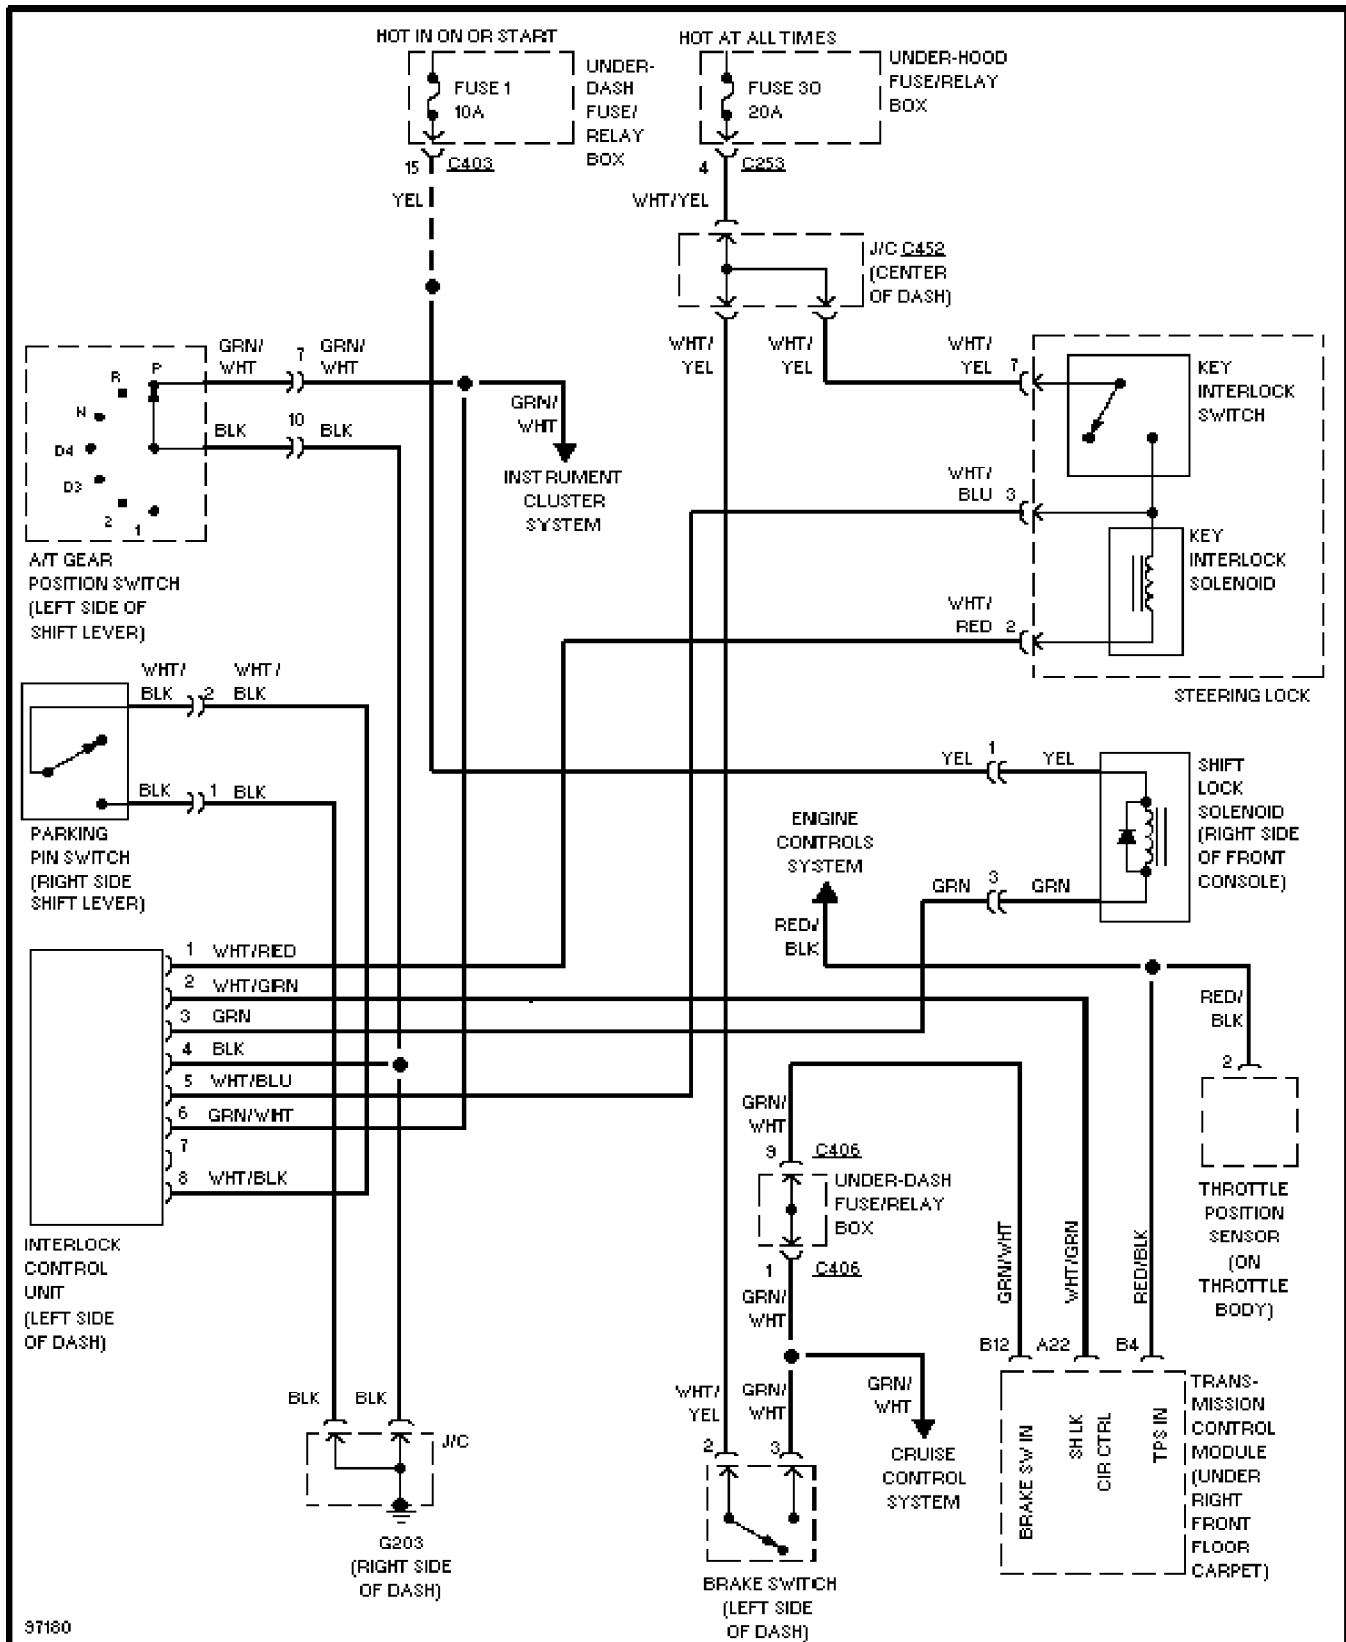 HOT IN ON OR START
HOT AT ALL TIMES
FUSE 1
10A
UNDER-
DASH
FUSE/
RELAY
BOX
FUSE 30
20A
UNDER-HOOD
FUSE/RELAY
BOX
15 C403
YEL
4 C253
WHT/YEL
J/C C452
(CENTER
OF DASH)
WHT/
YEL
WHT/
YEL
WHT/
YEL 7
KEY
INTERLOCK
SWITCH
GRN/
WHT
7
GRN/
WHT
P
R
N
D4
D3
2
1
BLK
10
BLK
GRN/
WHT
INSTRUMENT
CLUSTER
SYSTEM
WHT/
BLU 3
KEY
INTERLOCK
SOLENOID
WHT/
RED 2
STEERING LOCK
A/T GEAR
POSITION SWITCH
(LEFT SIDE OF
SHIFT LEVER)
WHT/
BLK
2
WHT/
BLK
BLK
1
BLK
PARKING
PIN SWITCH
(RIGHT SIDE
SHIFT LEVER)
YEL
1
YEL
SHIFT
LOCK
SOLENOID
(RIGHT SIDE
OF FRONT
CONSOLE)
ENGINE
CONTROLS
SYSTEM
GRN
3
GRN
RED/
BLK
1 WHT/RED
2 WHT/GRN
3 GRN
4 BLK
5 WHT/BLU
6 GRN/WHT
7
8 WHT/BLK
INTERLOCK
CONTROL
UNIT
(LEFT SIDE
OF DASH)
RED/
BLK
2
THROTTLE
POSITION
SENSOR
(ON
THROTTLE
BODY)
GRN/
WHT
9 C406
UNDER-DASH
FUSE/RELAY
BOX
1 C406
GRN/
WHT
GRN/WHT
WHT/GRN
RED/BLK
B12
A22
B4
BRAKE SW IN
SH LK
CIR CTRL
TPS IN
TRANS-
MISSION
CONTROL
MODULE
(UNDER
RIGHT
FRONT
FLOOR
CARPET)
BLK
BLK
J/C
G203
(RIGHT SIDE
OF DASH)
WHT/
YEL
2
GRN/
WHT
3
GRN/
WHT
CRUISE
CONTROL
SYSTEM
BRAKE SWITCH
(LEFT SIDE
OF DASH)
97180